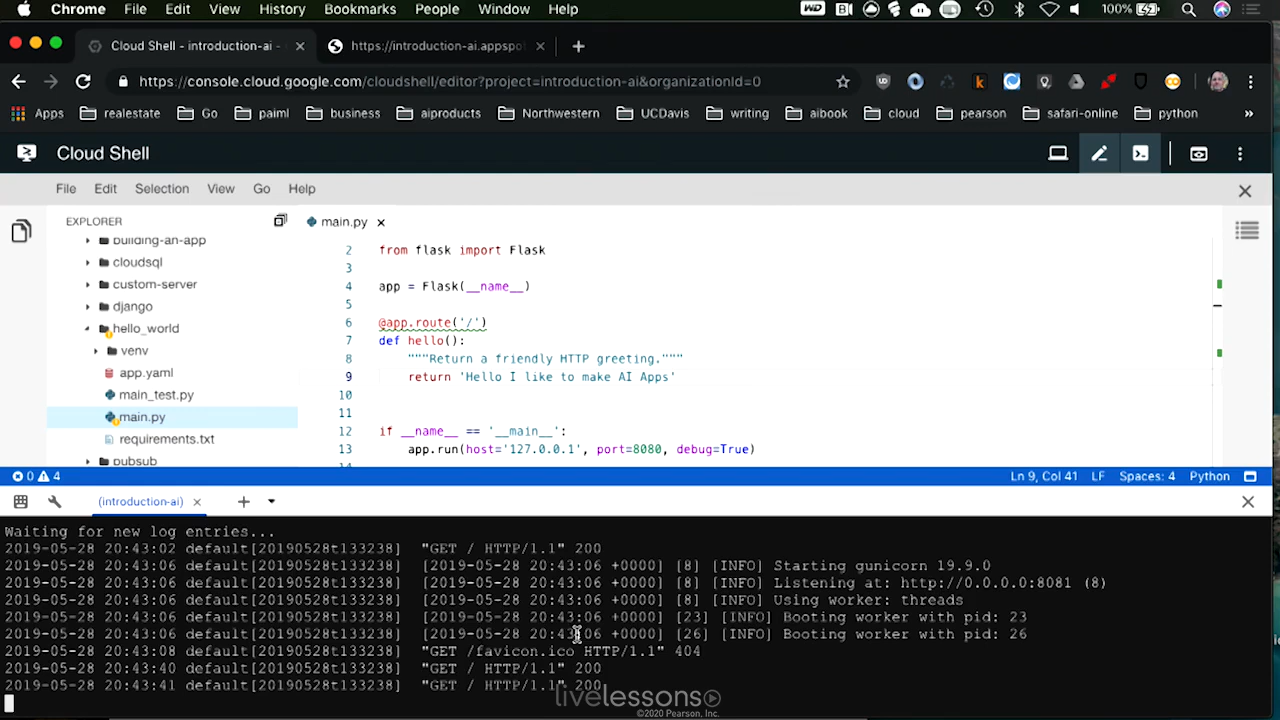 Chrome File Edit View History Bookmarks People Window Help 100%
Cloud Shell - introduction-ai - https://introduction-ai.appspo
https://console.cloud.google.com/cloudshell/editor?project=introduction-ai&organizationId=0
Apps realestate Go paiml business aiproducts Northwestern UCDavis writing aibook cloud pearson safari-online python »
Cloud Shell
File Edit Selection View Go Help
EXPLORER
building-an-app
cloudsql
custom-server
django
hello_world
venv
app.yaml
main_test.py
main.py
requirements.txt
pubsub
main.py
2 from flask import Flask
3
4 app = Flask(__name__)
5
6 @app.route('/')
7 def hello():
8 """Return a friendly HTTP greeting."""
9 return 'Hello I like to make AI Apps'
10
11
12 if __name__ == '__main__':
13 app.run(host='127.0.0.1', port=8080, debug=True)
0 4 Ln 9, Col 41 LF Spaces: 4 Python
(introduction-ai)
Waiting for new log entries...
2019-05-28 20:43:02 default[20190528t133238] "GET / HTTP/1.1" 200
2019-05-28 20:43:06 default[20190528t133238] [2019-05-28 20:43:06 +0000] [8] [INFO] Starting gunicorn 19.9.0
2019-05-28 20:43:06 default[20190528t133238] [2019-05-28 20:43:06 +0000] [8] [INFO] Listening at: http://0.0.0.0:8081 (8)
2019-05-28 20:43:06 default[20190528t133238] [2019-05-28 20:43:06 +0000] [8] [INFO] Using worker: threads
2019-05-28 20:43:06 default[20190528t133238] [2019-05-28 20:43:06 +0000] [23] [INFO] Booting worker with pid: 23
2019-05-28 20:43:06 default[20190528t133238] [2019-05-28 20:43:06 +0000] [26] [INFO] Booting worker with pid: 26
2019-05-28 20:43:08 default[20190528t133238] "GET /favicon.ico HTTP/1.1" 404
2019-05-28 20:43:40 default[20190528t133238] "GET / HTTP/1.1" 200
2019-05-28 20:43:41 default[20190528t133238] "GET / HTTP/1.1" 200
livelessons
©2020 Pearson, Inc.